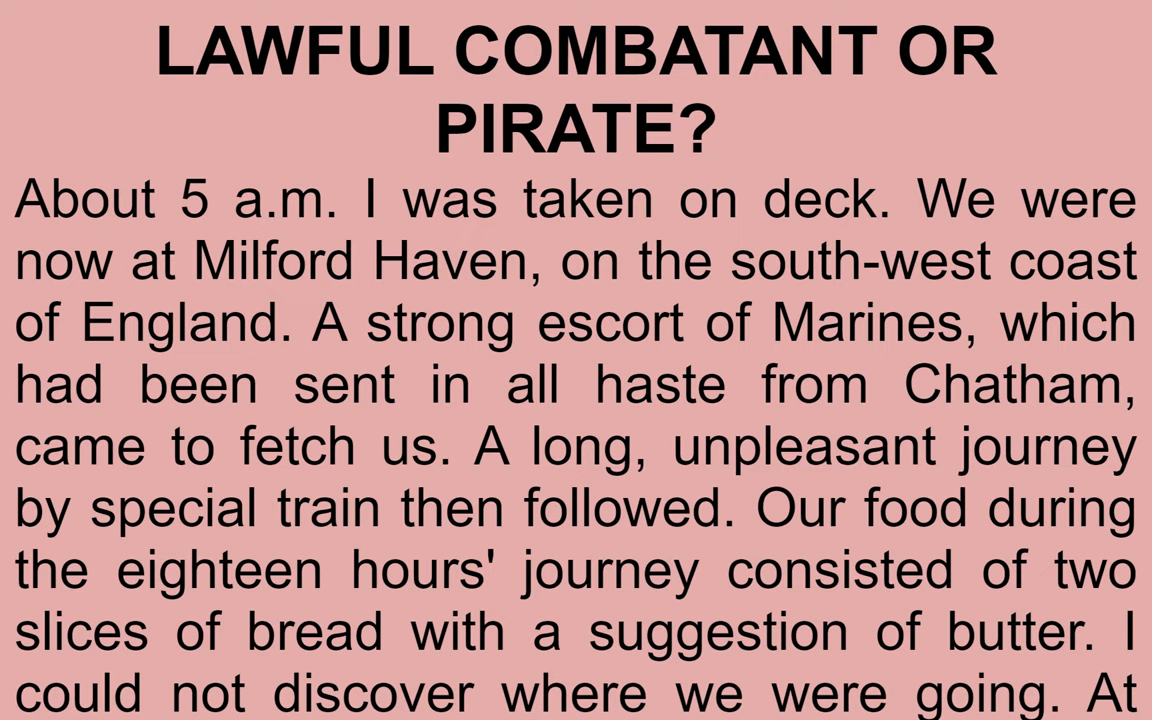 LAWFUL COMBATANT OR
PIRATE?
About 5 a.m. I was taken on deck. We were
now at Milford Haven, on the south-west coast
of England. A strong escort of Marines, which
had been sent in all haste from Chatham,
came to fetch us. A long, unpleasant journey
by special train then followed. Our food during
the eighteen hours' journey consisted of two
slices of bread with a suggestion of butter. I
could not discover where we were going. At